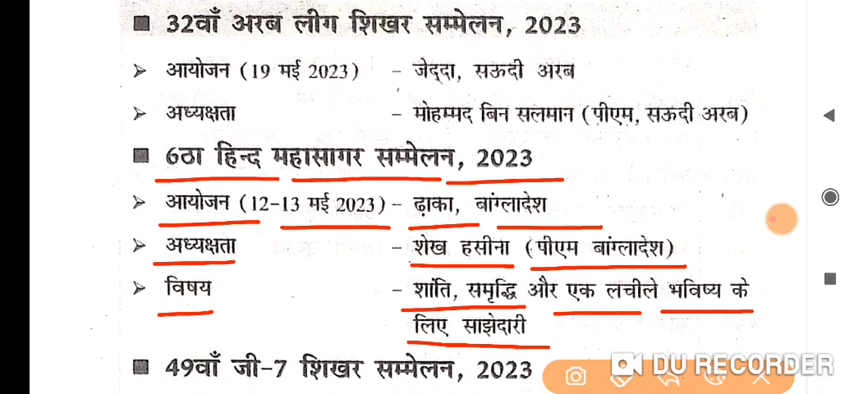 32वाँ अरब लीग शिखर सम्मेलन, 2023
आयोजन (19 मई 2023) - जेद्दा, सऊदी अरब
अध्यक्षता - मोहम्मद बिन सलमान (पीएम, सऊदी अरब)
6ठा हिन्द महासागर सम्मेलन, 2023
आयोजन (12-13 मई 2023) - ढ़ाका, बांग्लादेश
अध्यक्षता - शेख हसीना (पीएम बांग्लादेश)
विषय - शांति, समृद्धि और एक लचीले भविष्य के
लिए साझेदारी
49वाँ जी-7 शिखर सम्मेलन, 2023
DU RECORDER